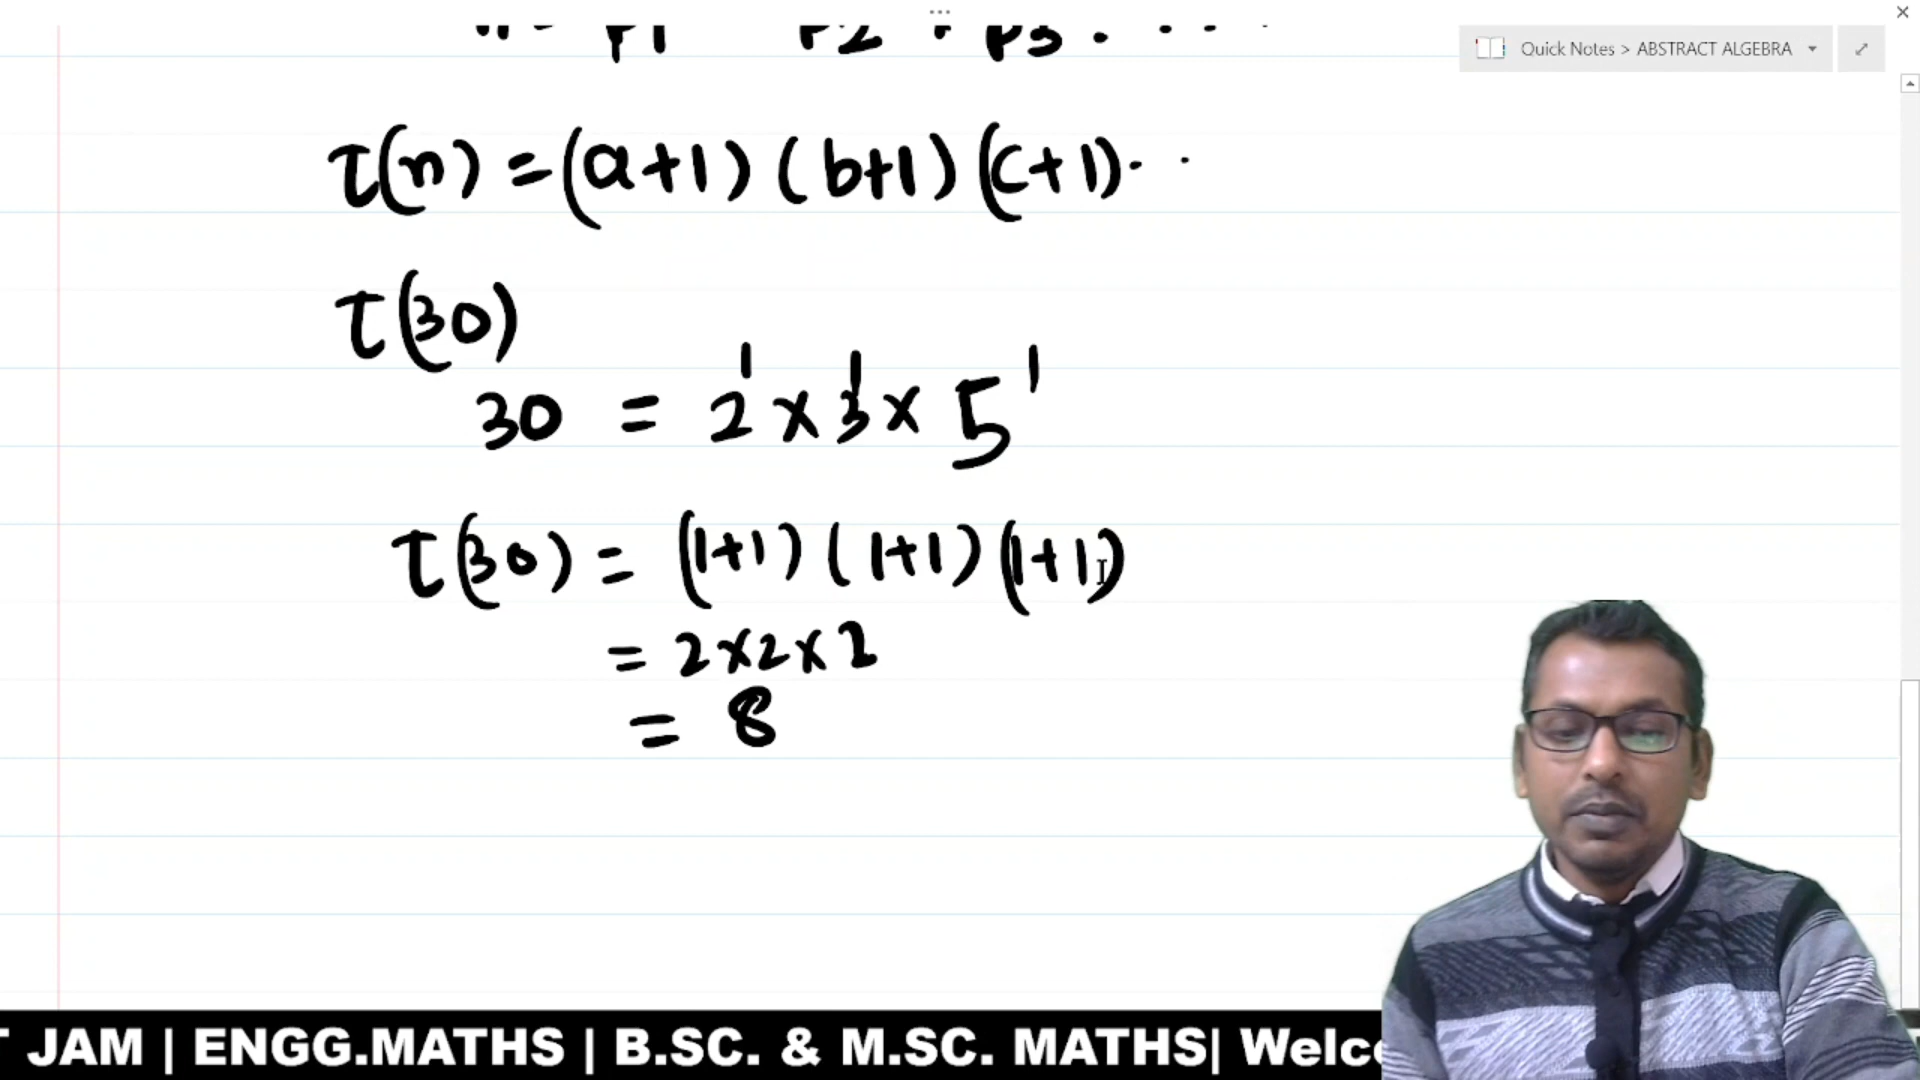 Quick Notes > ABSTRACT ALGEBRA
τ(n) = (a+1) (b+1) (c+1)- ·
τ(30)
30 = 2¹ × 3¹ × 5¹
τ(30) = (1+1) (1+1) (1+1)
= 2×2×2
= 8
T JAM | ENGG.MATHS | B.SC. & M.SC. MATHS| Welc